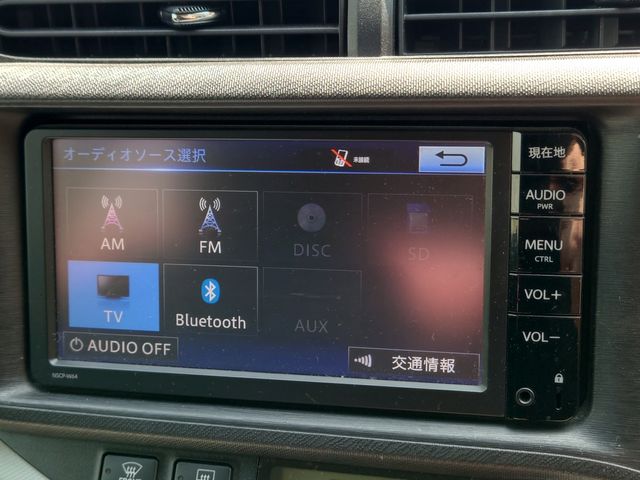 オーディオソース選択
未接続
現在地
AUDIO
PWR
AM
FM
DISC
SD
MENU
CTRL
TV
Bluetooth
AUX
VOL+
AUDIO OFF
交通情報
VOL−
NSCP-W64
FRONT